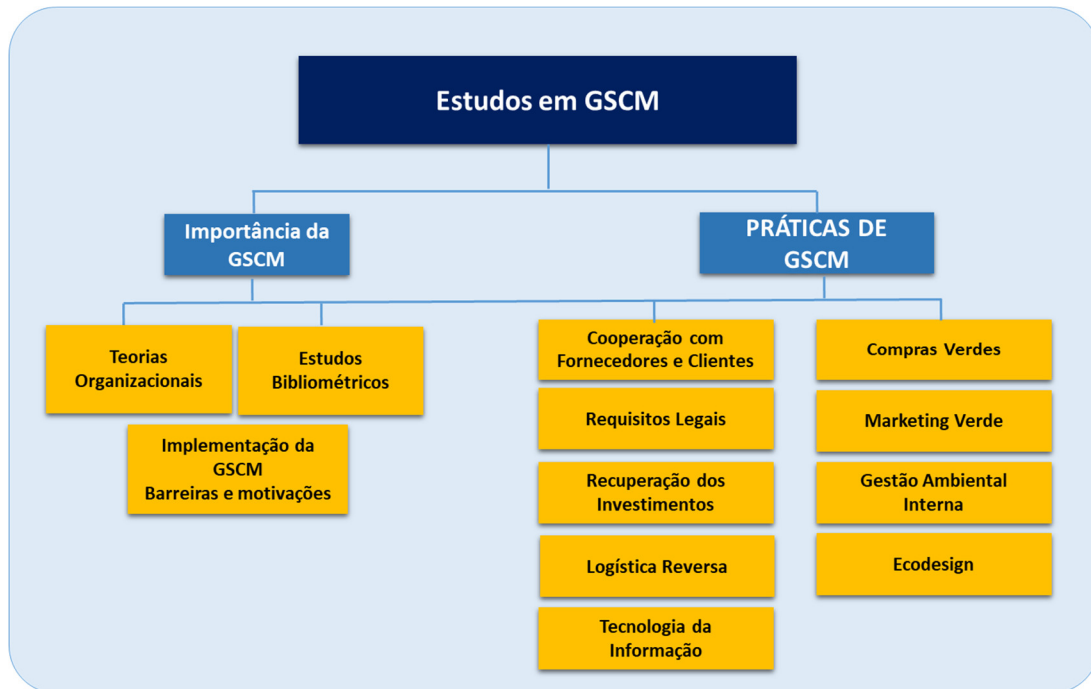 Estudos em GSCM
Importância da
GSCM
PRÁTICAS DE
GSCM
Teorias
Organizacionais
Estudos
Bibliométricos
Implementação da
GSCM
Barreiras e motivações
Cooperação com
Fornecedores e Clientes
Requisitos Legais
Recuperação dos
Investimentos
Logística Reversa
Tecnologia da
Informação
Compras Verdes
Marketing Verde
Gestão Ambiental
Interna
Ecodesign